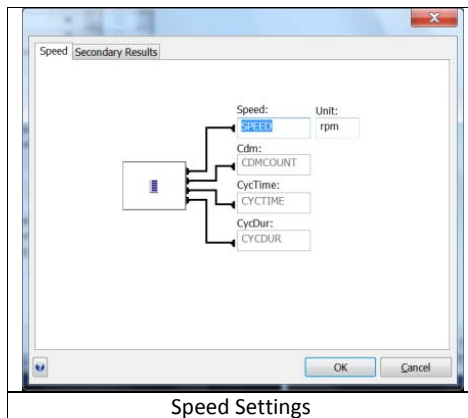 Speed Secondary Results
Speed: Unit:
SPEED rpm
Cdm:
CDMCOUNT
CycTime:
CYCTIME
CycDur:
CYCDUR
OK Cancel
Speed Settings